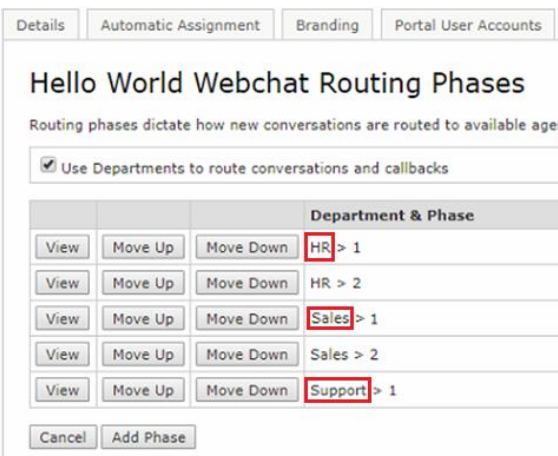 Details Automatic Assignment Branding Portal User Accounts
Hello World Webchat Routing Phases
Routing phases dictate how new conversations are routed to available age
Use Departments to route conversations and callbacks
Department & Phase
View Move Up Move Down HR > 1
View Move Up Move Down HR > 2
View Move Up Move Down Sales > 1
View Move Up Move Down Sales > 2
View Move Up Move Down Support > 1
Cancel Add Phase